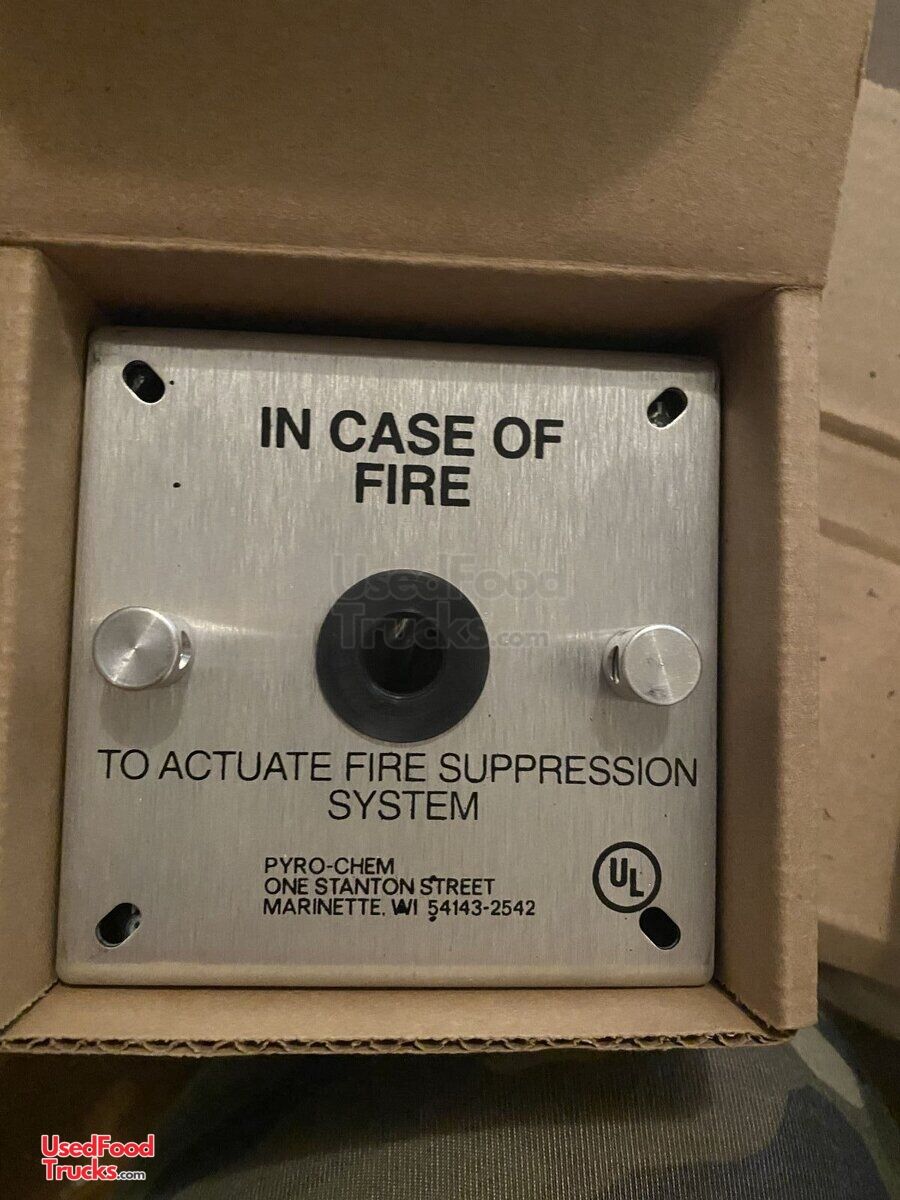 IN CASE OF
FIRE
UsedFood
Trucks.com
TO ACTUATE FIRE SUPPRESSION
SYSTEM
PYRO-CHEM
ONE STANTON STREET
MARINETTE, WI 54143-2542
UL
UsedFood
Trucks.com